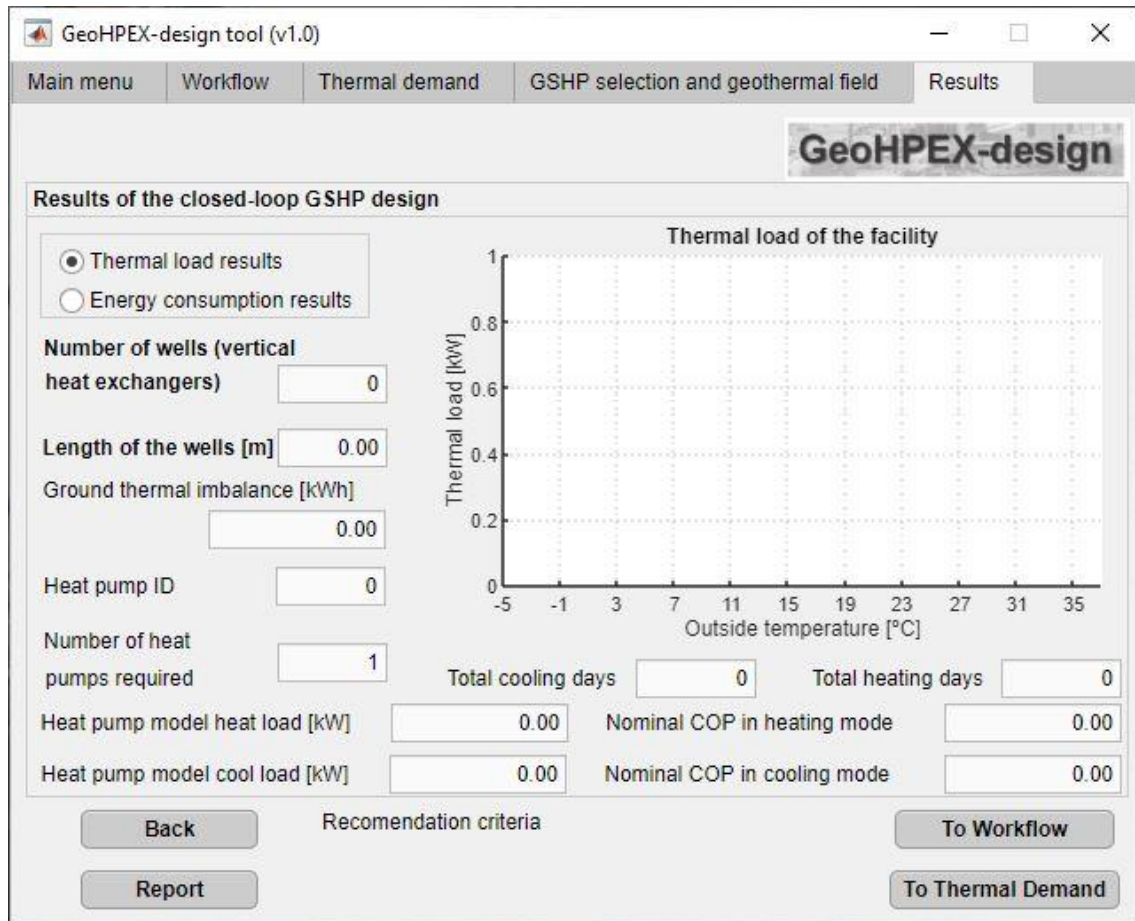 GeoHPEX-design tool (v1.0)
Main menu
Workflow
Thermal demand
GSHP selection and geothermal field
Results
GeoHPEX-design
Results of the closed-loop GSHP design
Thermal load results
Energy consumption results
Number of wells (vertical
heat exchangers)
0
Length of the wells [m]
0.00
Ground thermal imbalance [kWh]
0.00
Heat pump ID
0
Number of heat
pumps required
1
Thermal load of the facility
Thermal load [kW]
1
0.8
0.6
0.4
0.2
0
-5 -1 3 7 11 15 19 23 27 31 35
Outside temperature [ºC]
Total cooling days
0
Total heating days
0
Heat pump model heat load [kW]
0.00
Nominal COP in heating mode
0.00
Heat pump model cool load [kW]
0.00
Nominal COP in cooling mode
0.00
Back
Recomendation criteria
To Workflow
Report
To Thermal Demand